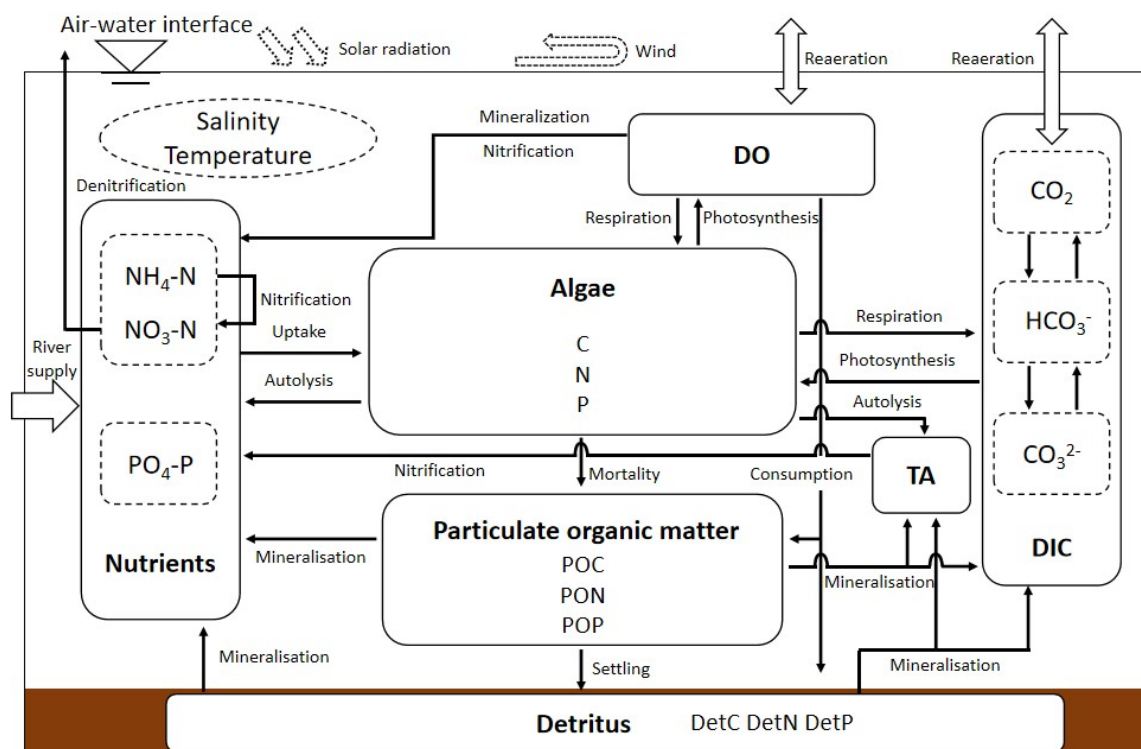 Air-water interface
Solar radiation
Wind
Reaeration
Reaeration
Salinity
Temperature
Mineralization
Nitrification
DO
CO₂
Denitrification
Respiration
Photosynthesis
NH₄-N
Nitrification
NO₃-N
Algae
C
N
P
Respiration
HCO₃⁻
Uptake
River
supply
Photosynthesis
Autolysis
Autolysis
PO₄-P
Nitrification
Mortality
Consumption
TA
CO₃²⁻
Nutrients
Mineralisation
Particulate organic matter
POC
PON
POP
Mineralisation
DIC
Mineralisation
Settling
Mineralisation
Detritus
DetC DetN DetP